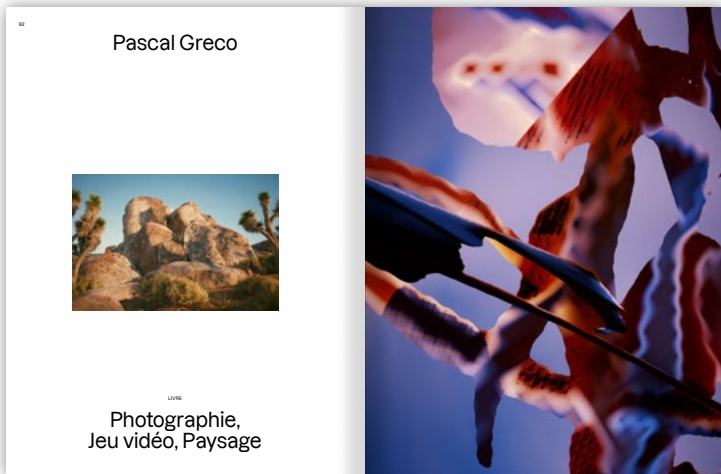 92
Pascal Greco
LIVRE
Photographie,
Jeu vidéo, Paysage